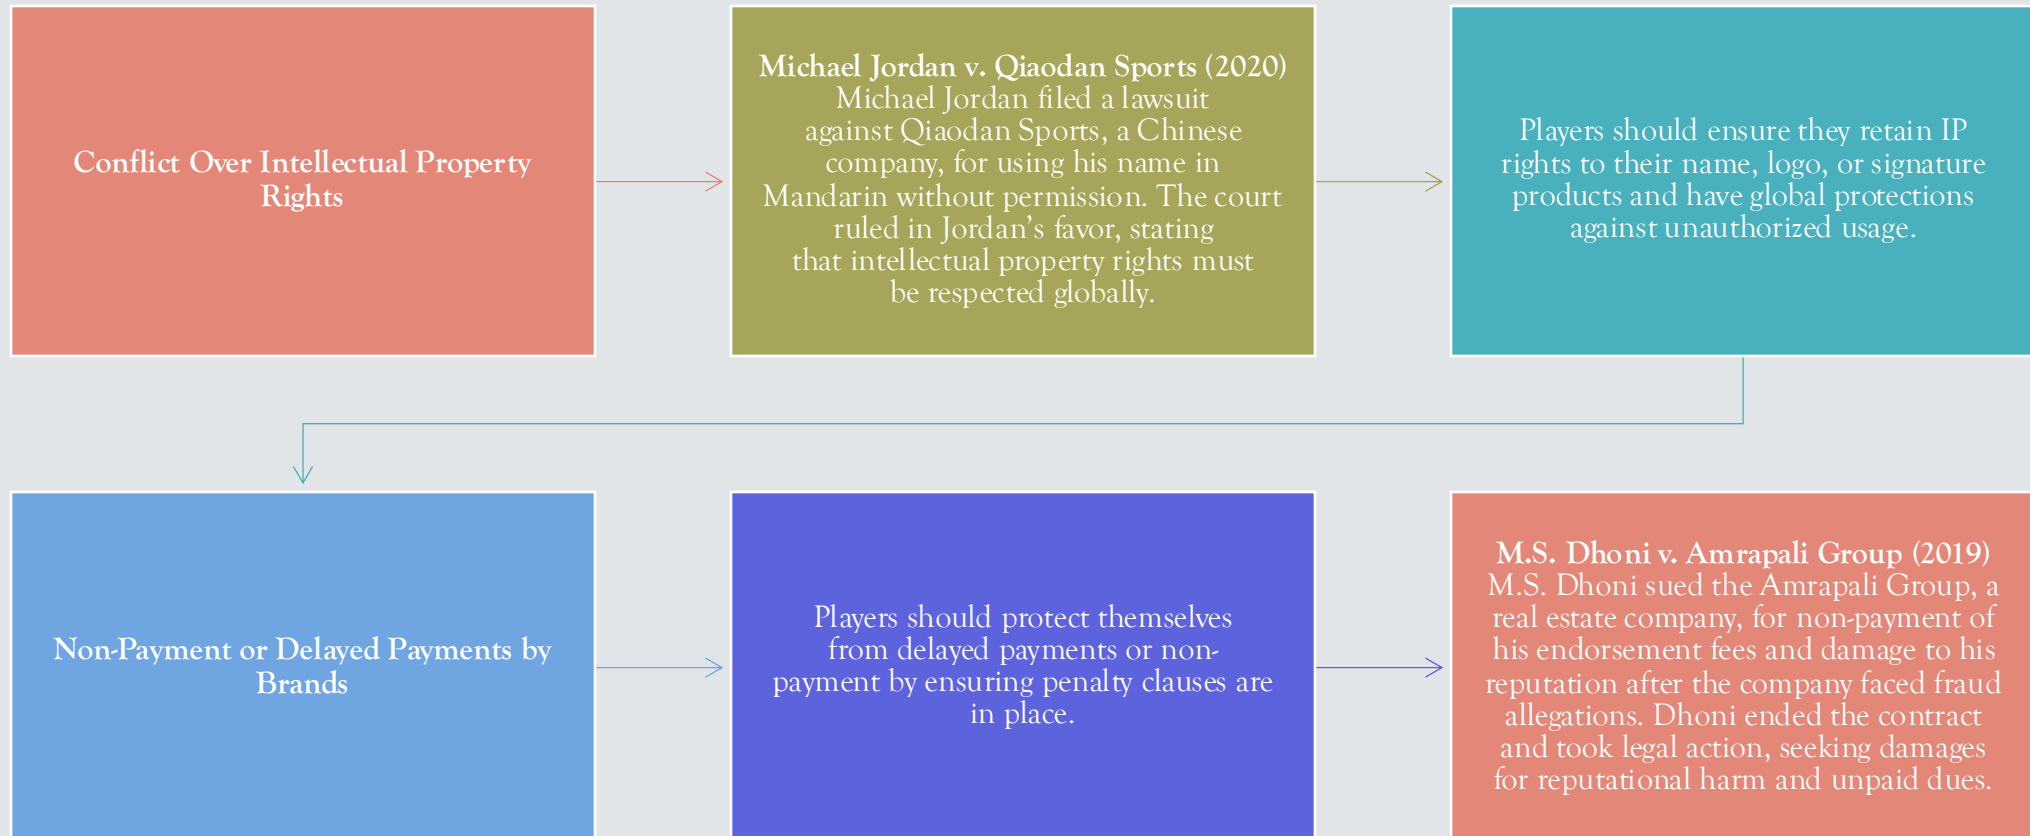 Conflict Over Intellectual Property
Rights
Michael Jordan v. Qiaodan Sports (2020)
Michael Jordan filed a lawsuit
against Qiaodan Sports, a Chinese
company, for using his name in
Mandarin without permission. The court
ruled in Jordan’s favor, stating
that intellectual property rights must
be respected globally.
Players should ensure they retain IP
rights to their name, logo, or signature
products and have global protections
against unauthorized usage.
Non-Payment or Delayed Payments by
Brands
Players should protect themselves
from delayed payments or non-
payment by ensuring penalty clauses are
in place.
M.S. Dhoni v. Amrapali Group (2019)
M.S. Dhoni sued the Amrapali Group, a
real estate company, for non-payment of
his endorsement fees and damage to his
reputation after the company faced fraud
allegations. Dhoni ended the contract
and took legal action, seeking damages
for reputational harm and unpaid dues.